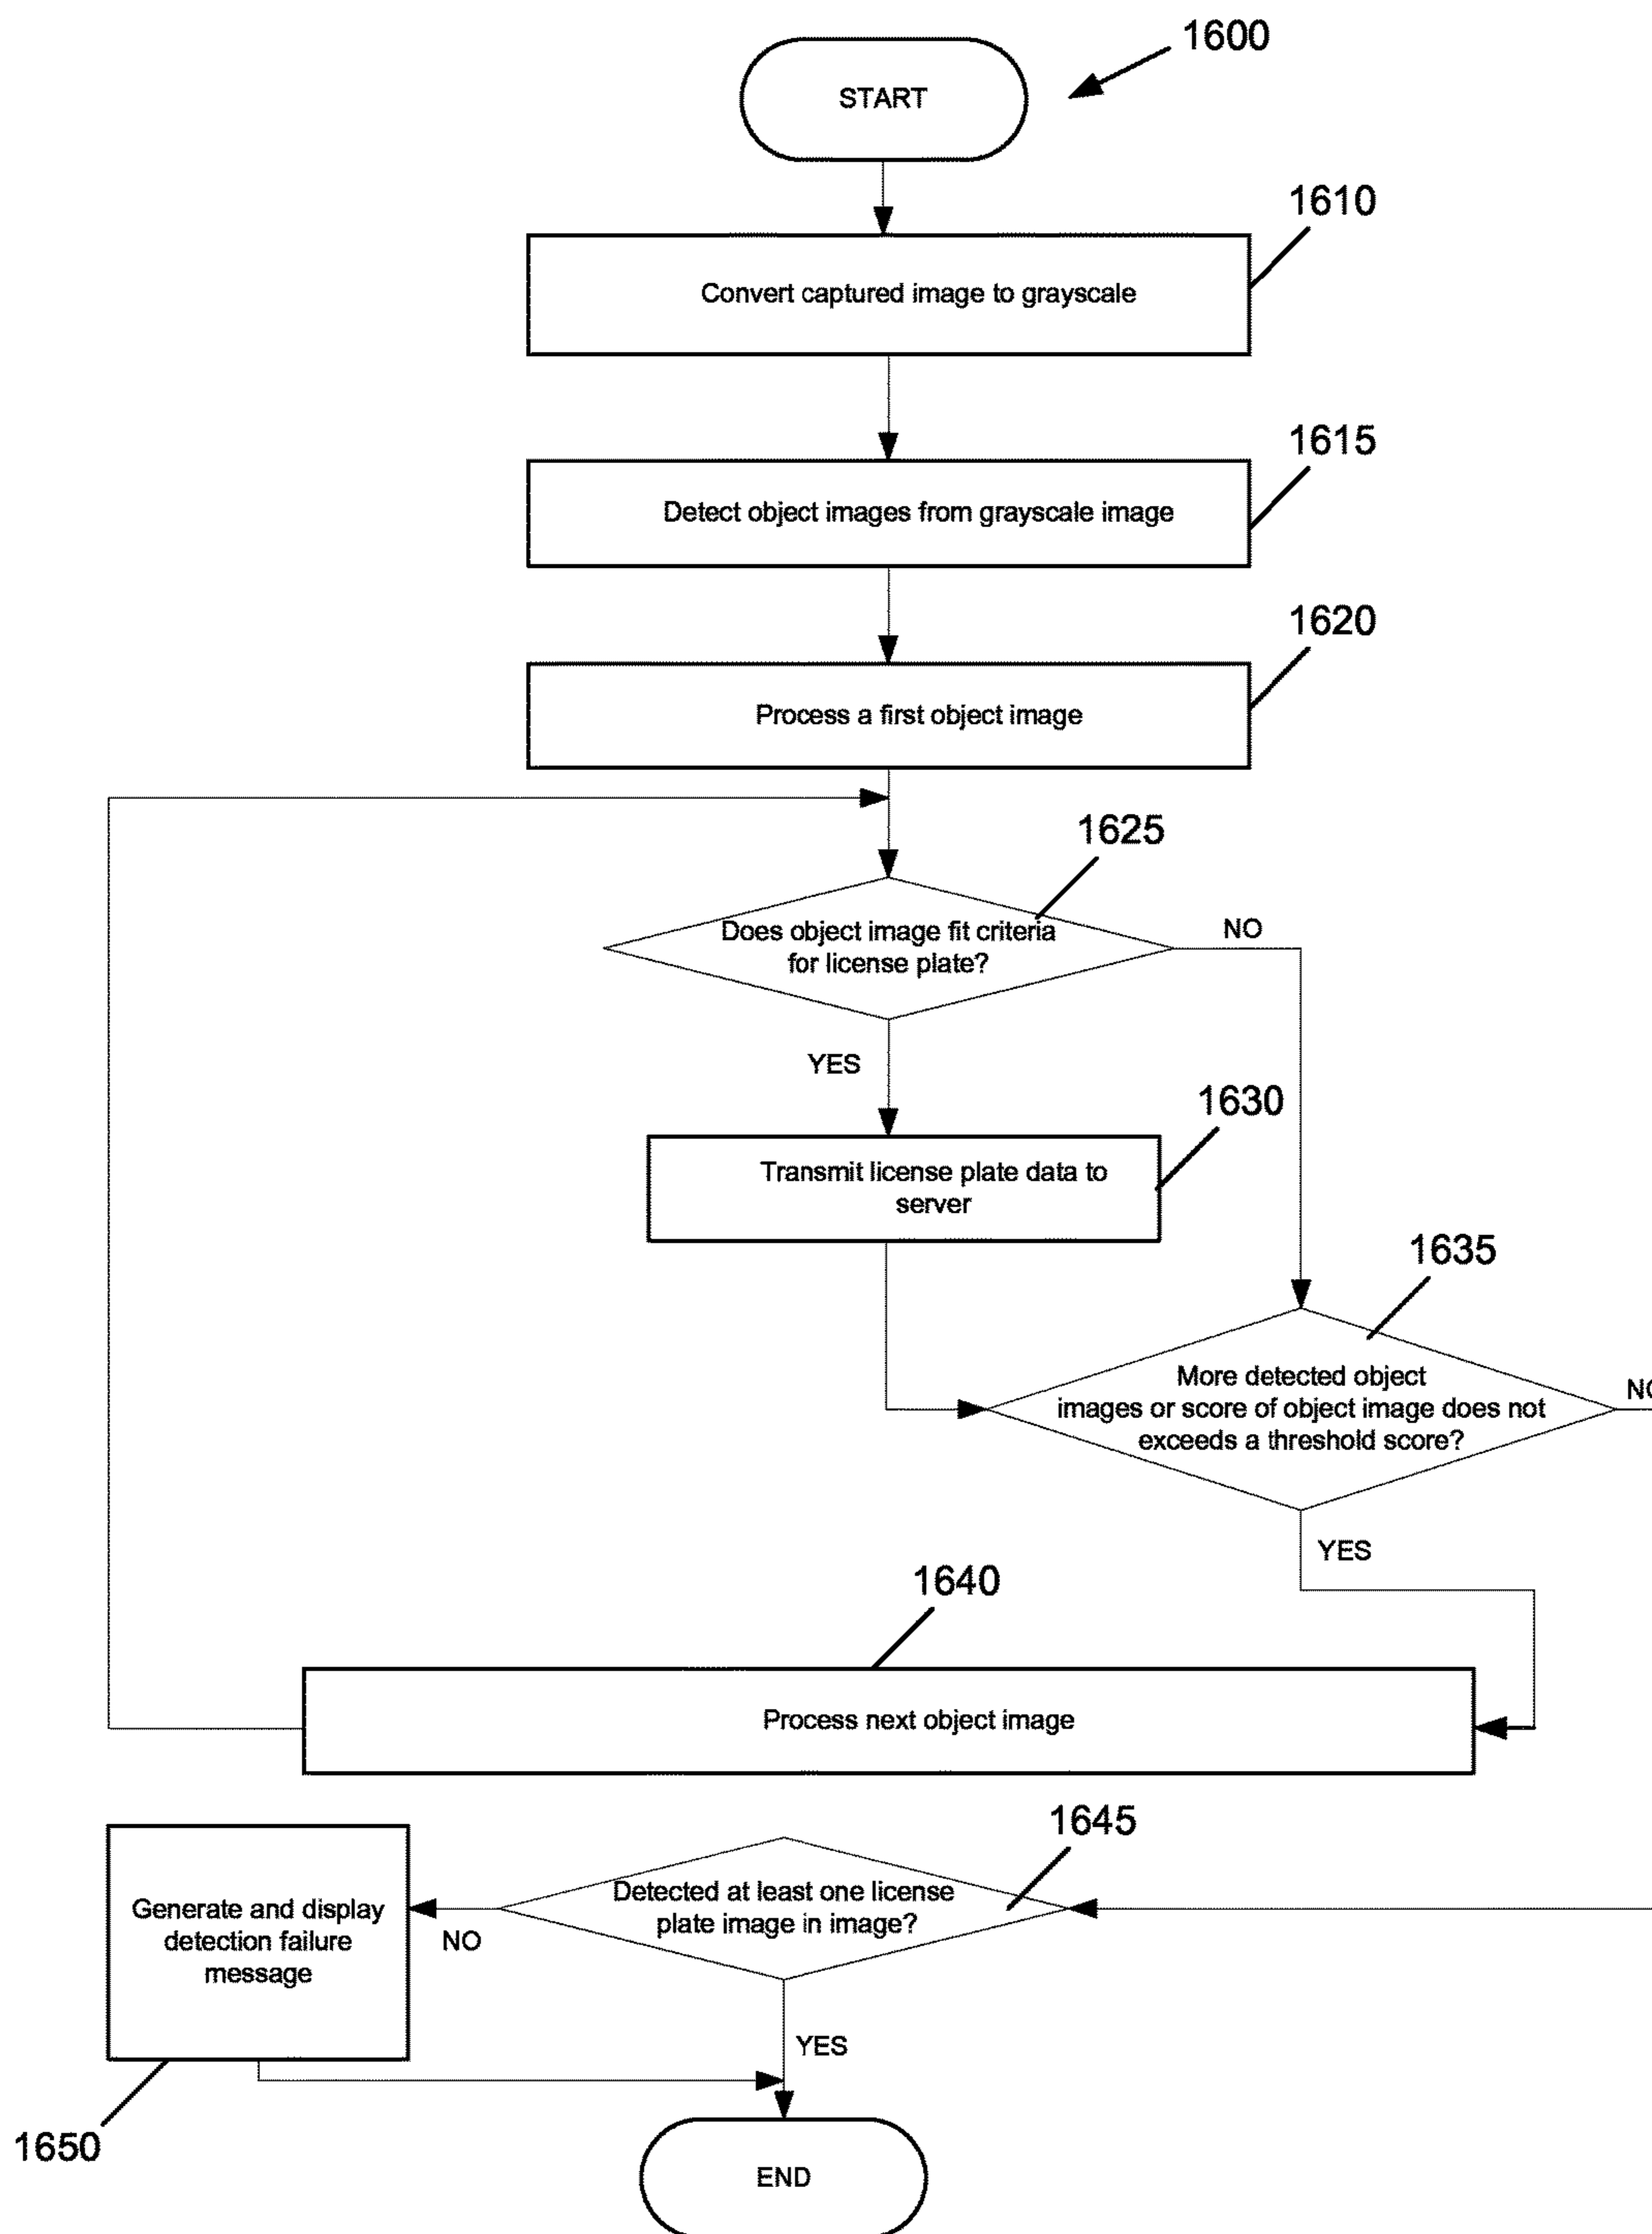 1600
START
1610
Convert captured image to grayscale
1615
Detect object images from grayscale image
1620
Process a first object image
1625
Does object image fit criteria
for license plate?
NO
YES
1630
Transmit license plate data to
server
1635
More detected object
images or score of object image does not
exceeds a threshold score?
NO
YES
1640
Process next object image
1645
Detected at least one license
plate image in image?
Generate and display
detection failure
message
NO
YES
1650
END